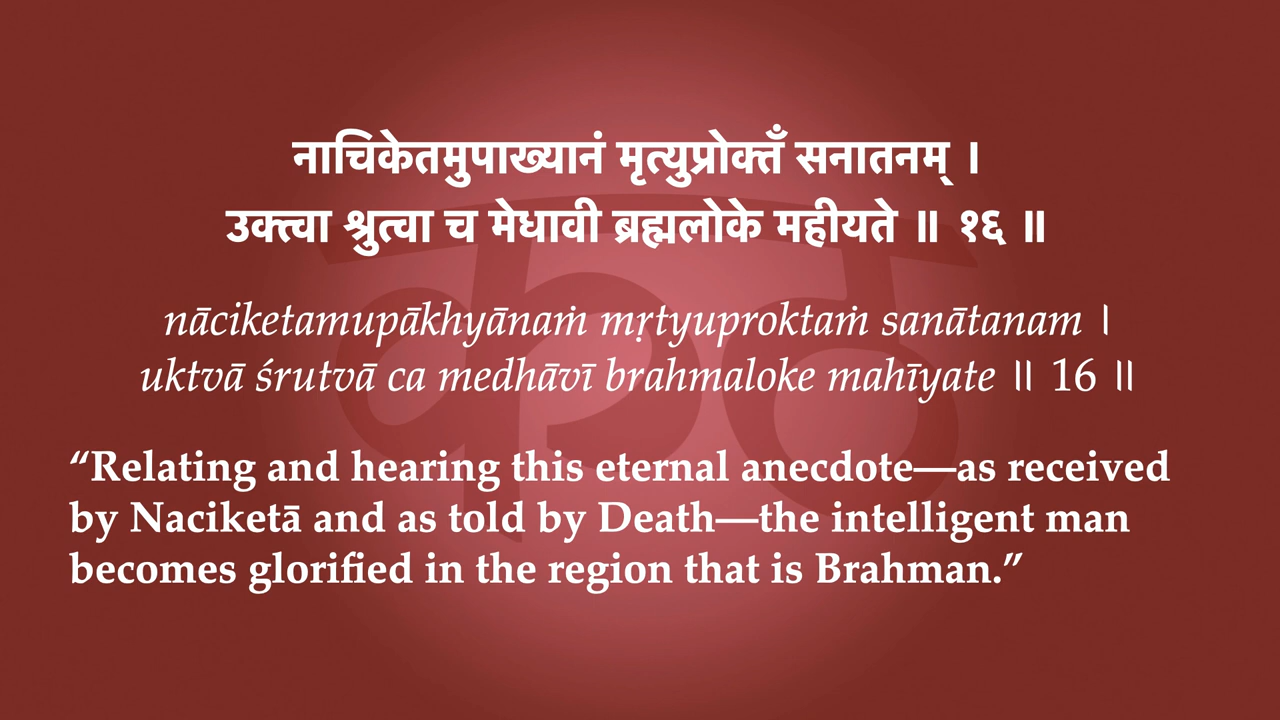 नाचिकेतमुपाख्यानं मृत्युप्रोक्तँ सनातनम् ।
उक्त्वा श्रुत्वा च मेधावी ब्रह्मलोके महीयते ॥ १६ ॥
nāciketamupākhyānaṁ mṛtyuproktaṁ sanātanam ।
uktvā śrutvā ca medhāvī brahmaloke mahīyate ॥ 16 ॥
“Relating and hearing this eternal anecdote—as received
by Naciketā and as told by Death—the intelligent man
becomes glorified in the region that is Brahman.”
कठ